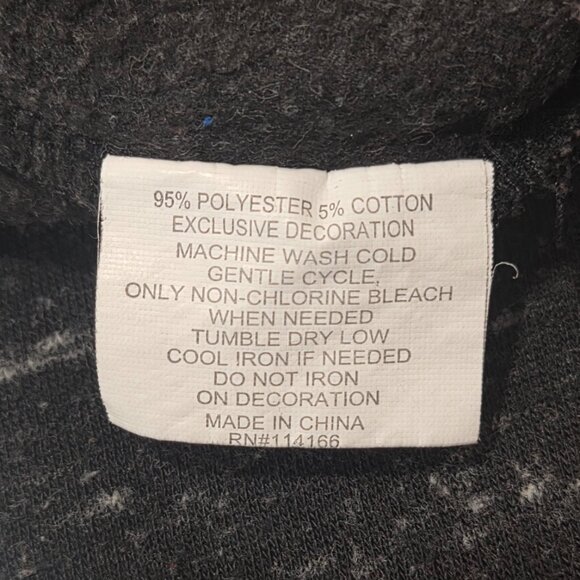 95% POLYESTER 5% COTTON
EXCLUSIVE DECORATION
MACHINE WASH COLD
GENTLE CYCLE,
ONLY NON-CHLORINE BLEACH
WHEN NEEDED
TUMBLE DRY LOW
COOL IRON IF NEEDED
DO NOT IRON
ON DECORATION
MADE IN CHINA
RN#114166